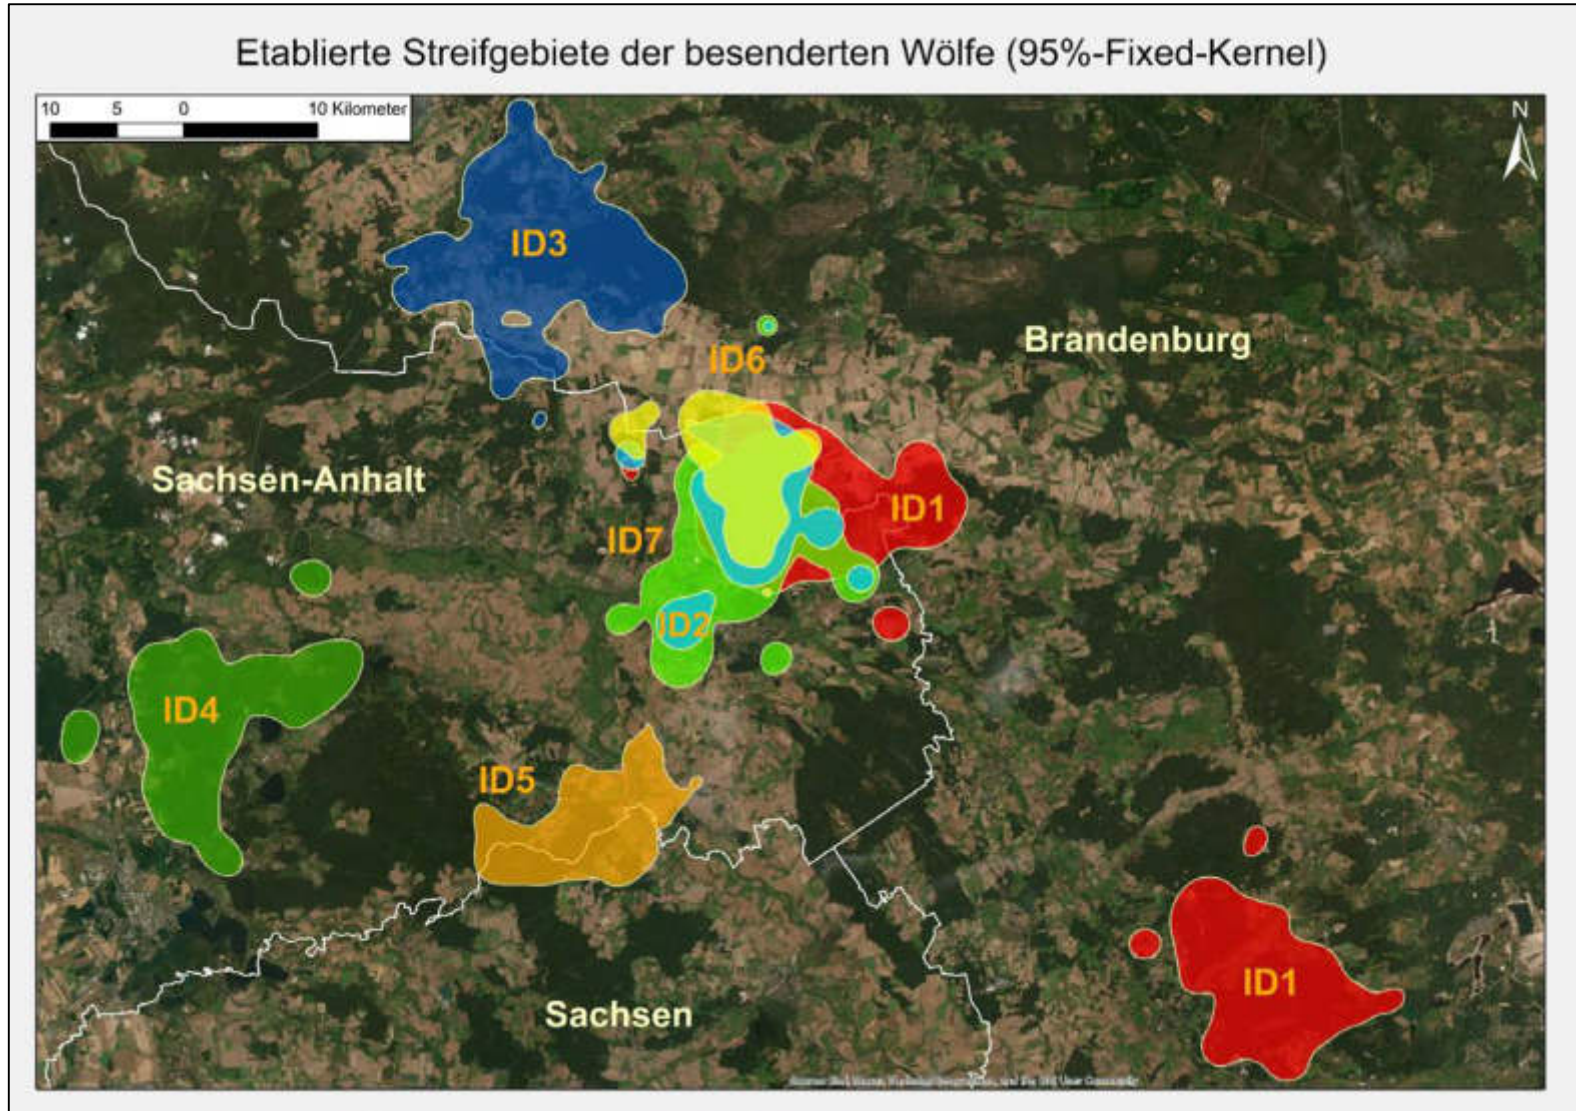 Etablierte Streifgebiete der besenderten Wölfe (95%-Fixed-Kernel)
10 5 0 10 Kilometer
N
ID3
ID6
Brandenburg
Sachsen-Anhalt
ID1
ID7
ID2
ID4
ID5
ID1
Sachsen